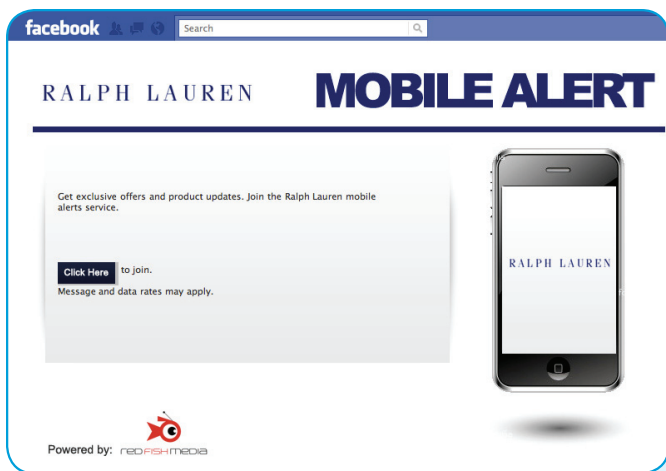 facebook
Search
RALPH LAUREN
MOBILE ALERT
Get exclusive offers and product updates. Join the Ralph Lauren mobile
alerts service.
Click Here to join.
Message and data rates may apply.
RALPH LAUREN
Powered by: REDFISHMEDIA